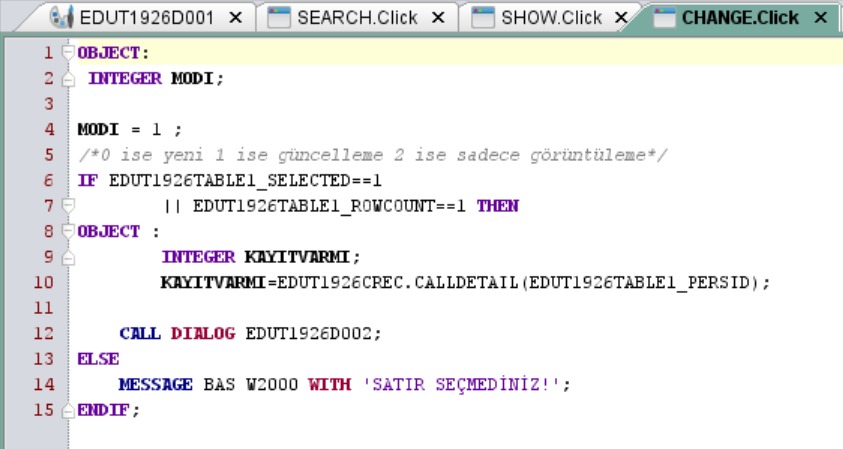 EDUT1926D001 × SEARCH.Click × SHOW.Click × CHANGE.Click ×
1 OBJECT:
2 INTEGER MODI;
3
4 MODI = 1 ;
5 /*0 ise yeni 1 ise güncelleme 2 ise sadece görüntüleme*/
6 IF EDUT1926TABLE1_SELECTED==1
7 || EDUT1926TABLE1_ROWCOUNT==1 THEN
8 OBJECT :
9 INTEGER KAYITVARMI;
10 KAYITVARMI=EDUT1926CREC.CALLDETAIL(EDUT1926TABLE1_PERSID);
11
12 CALL DIALOG EDUT1926D002;
13 ELSE
14 MESSAGE BAS W2000 WITH 'SATIR SEÇMEDİNİZ!';
15 ENDIF;